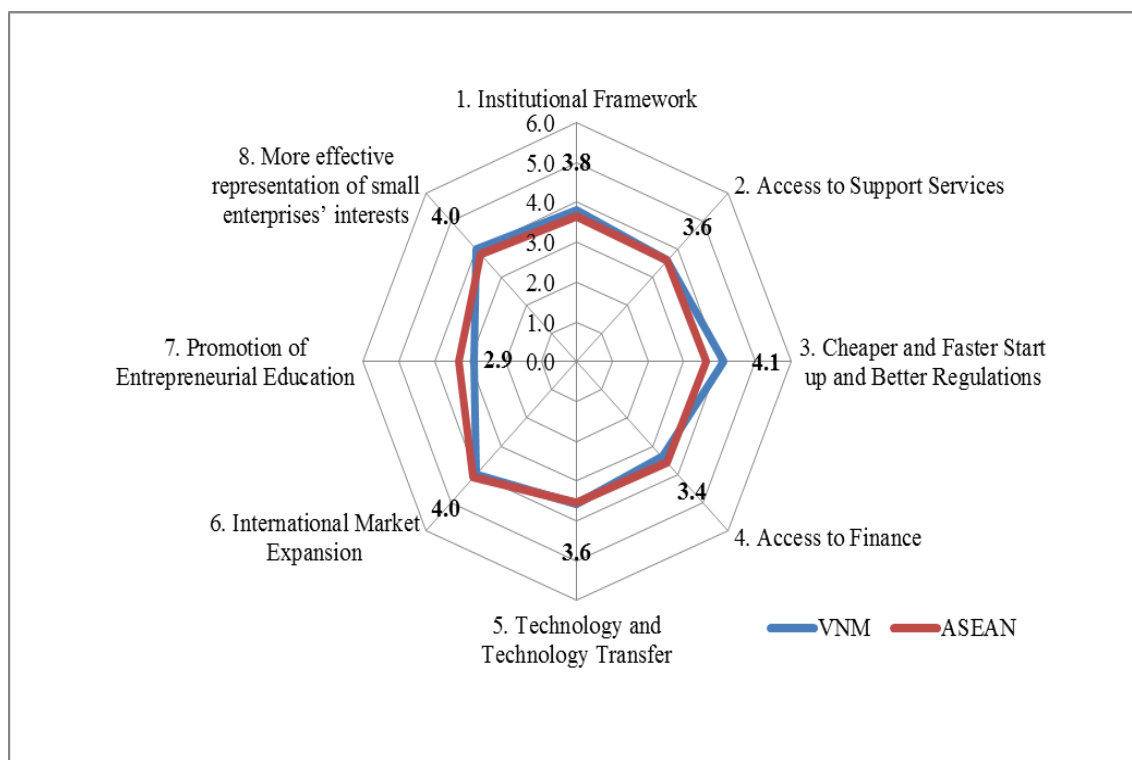 1. Institutional Framework
6.0
5.0
3.8
4.0
3.0
2.0
1.0
0.0
2. Access to Support Services
3.6
3. Cheaper and Faster Start
up and Better Regulations
4.1
4. Access to Finance
3.4
5. Technology and
Technology Transfer
3.6
6. International Market
Expansion
4.0
7. Promotion of
Entrepreneurial Education
2.9
8. More effective
representation of small
enterprises’ interests
4.0
VNM
ASEAN